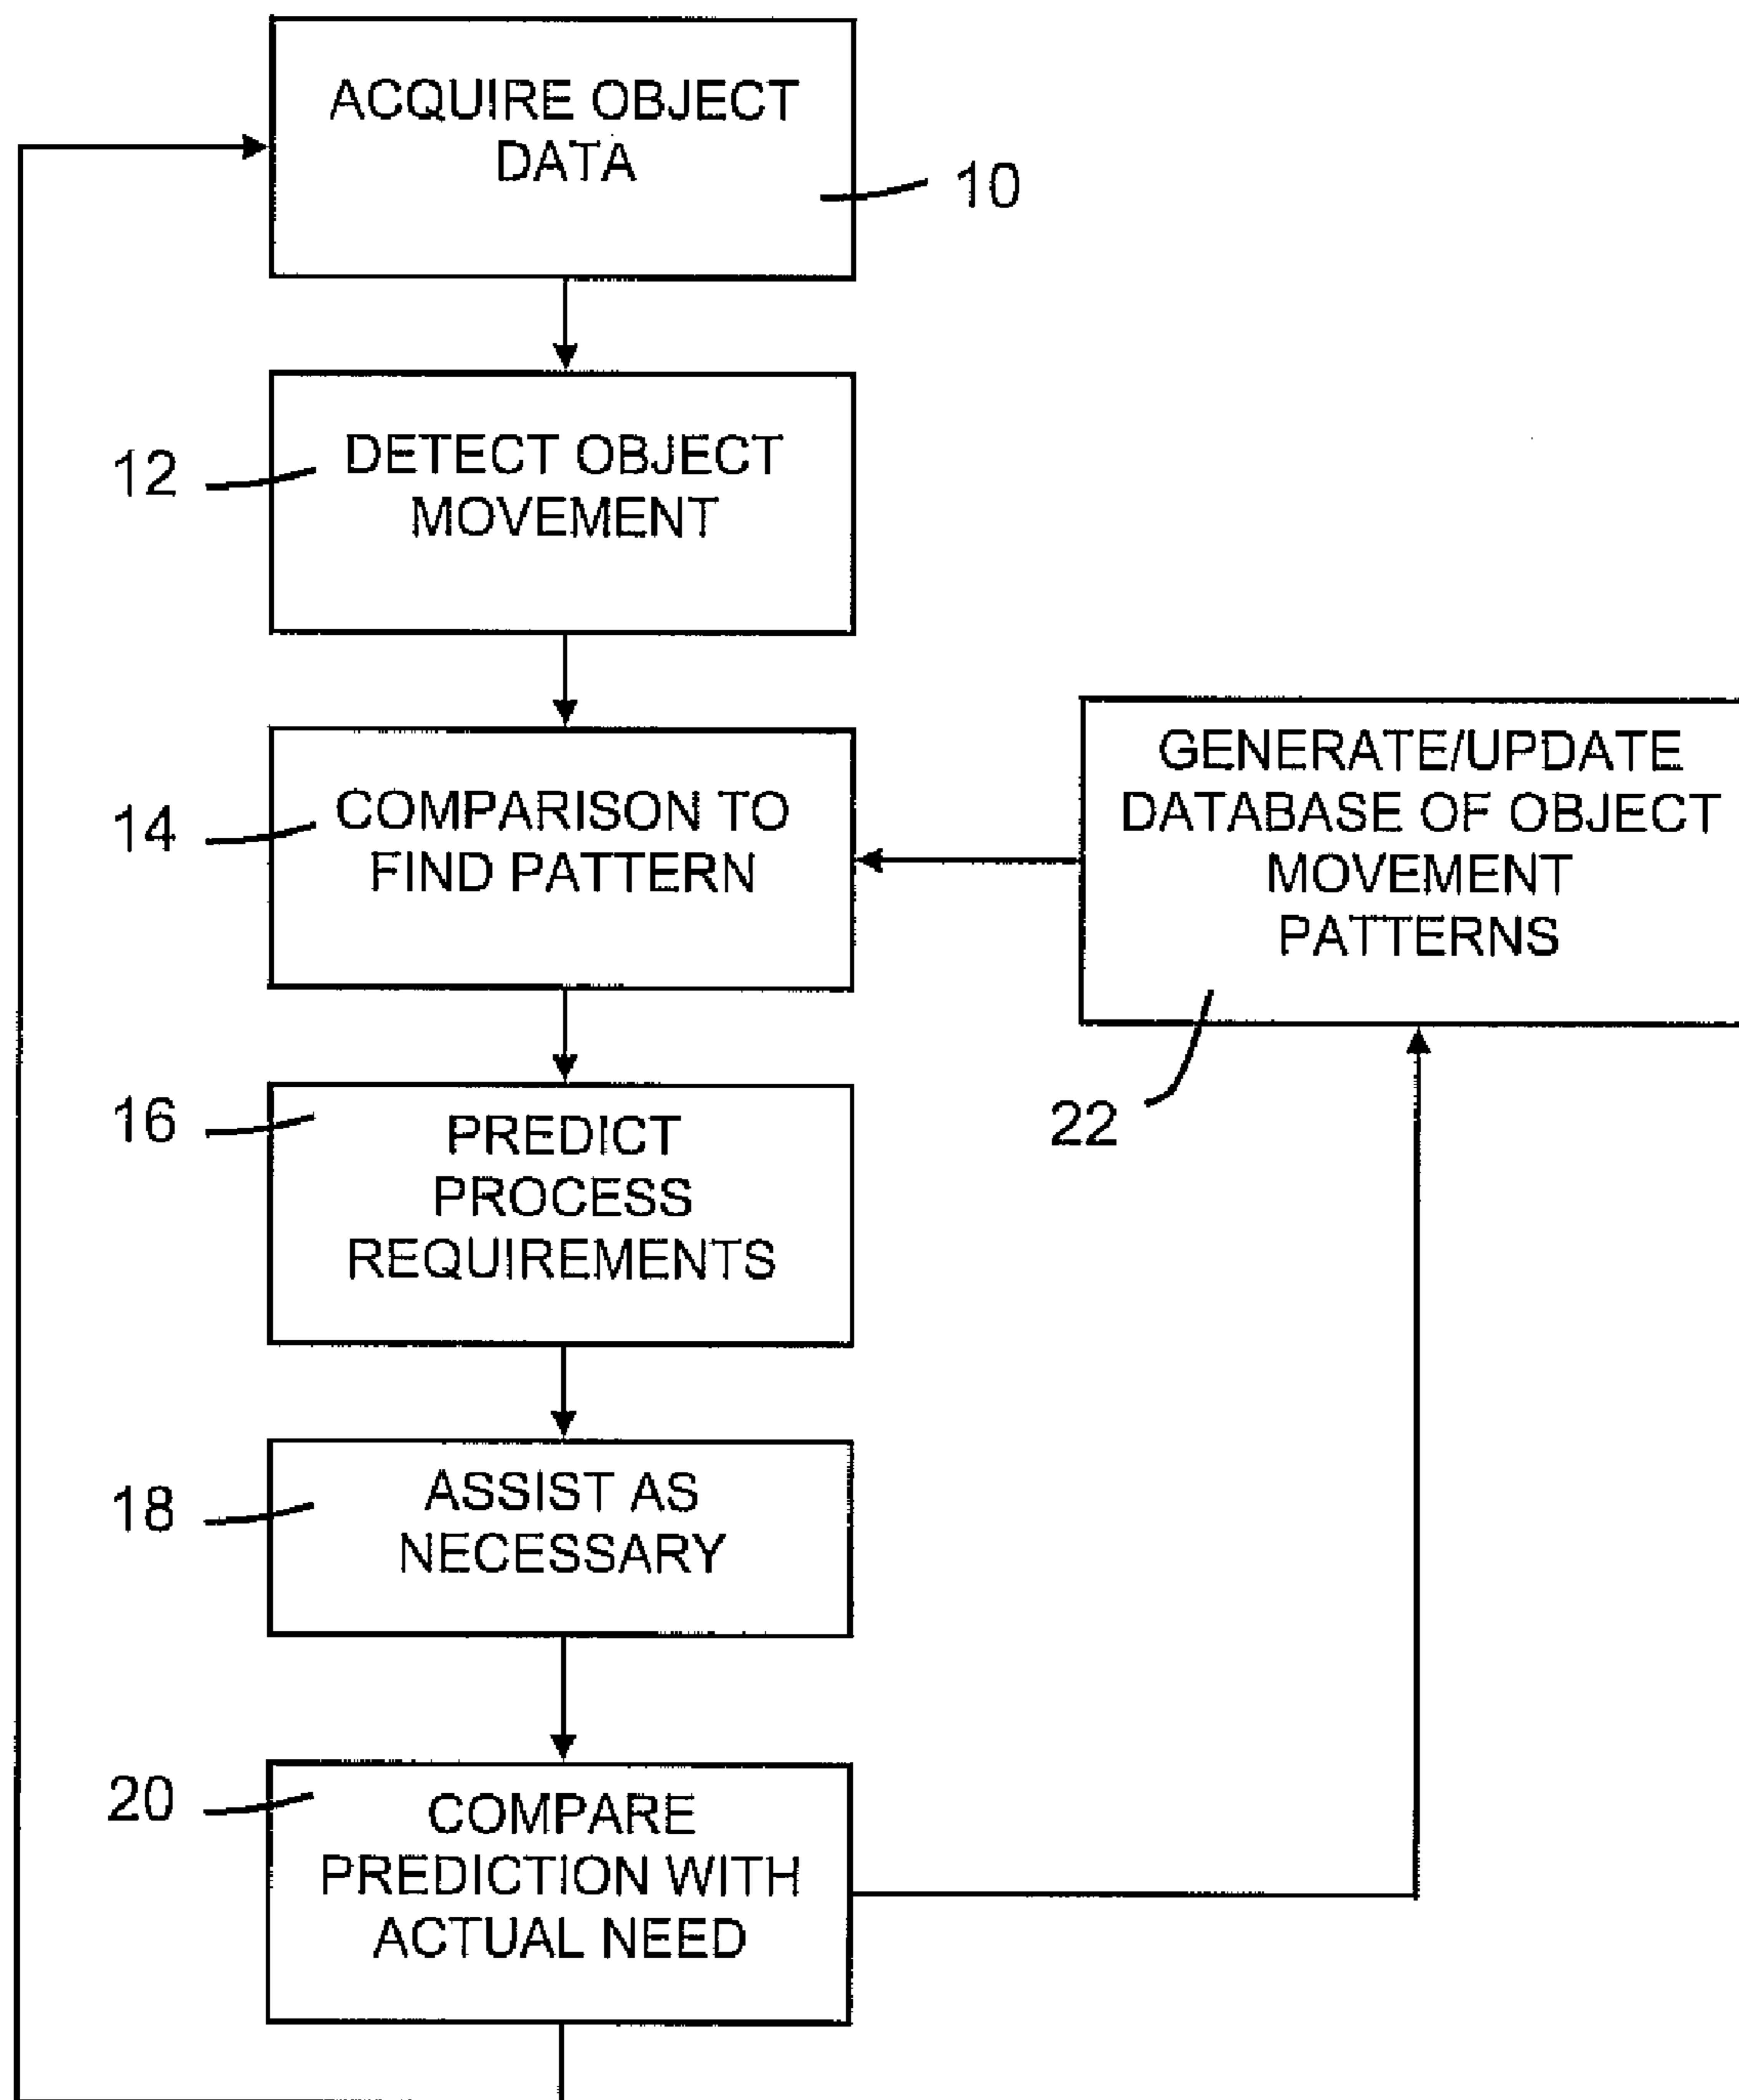 ACQUIRE OBJECT
DATA
10
12
DETECT OBJECT
MOVEMENT
14
COMPARISON TO
FIND PATTERN
GENERATE/UPDATE
DATABASE OF OBJECT
MOVEMENT
PATTERNS
22
16
PREDICT
PROCESS
REQUIREMENTS
18
ASSIST AS
NECESSARY
20
COMPARE
PREDICTION WITH
ACTUAL NEED